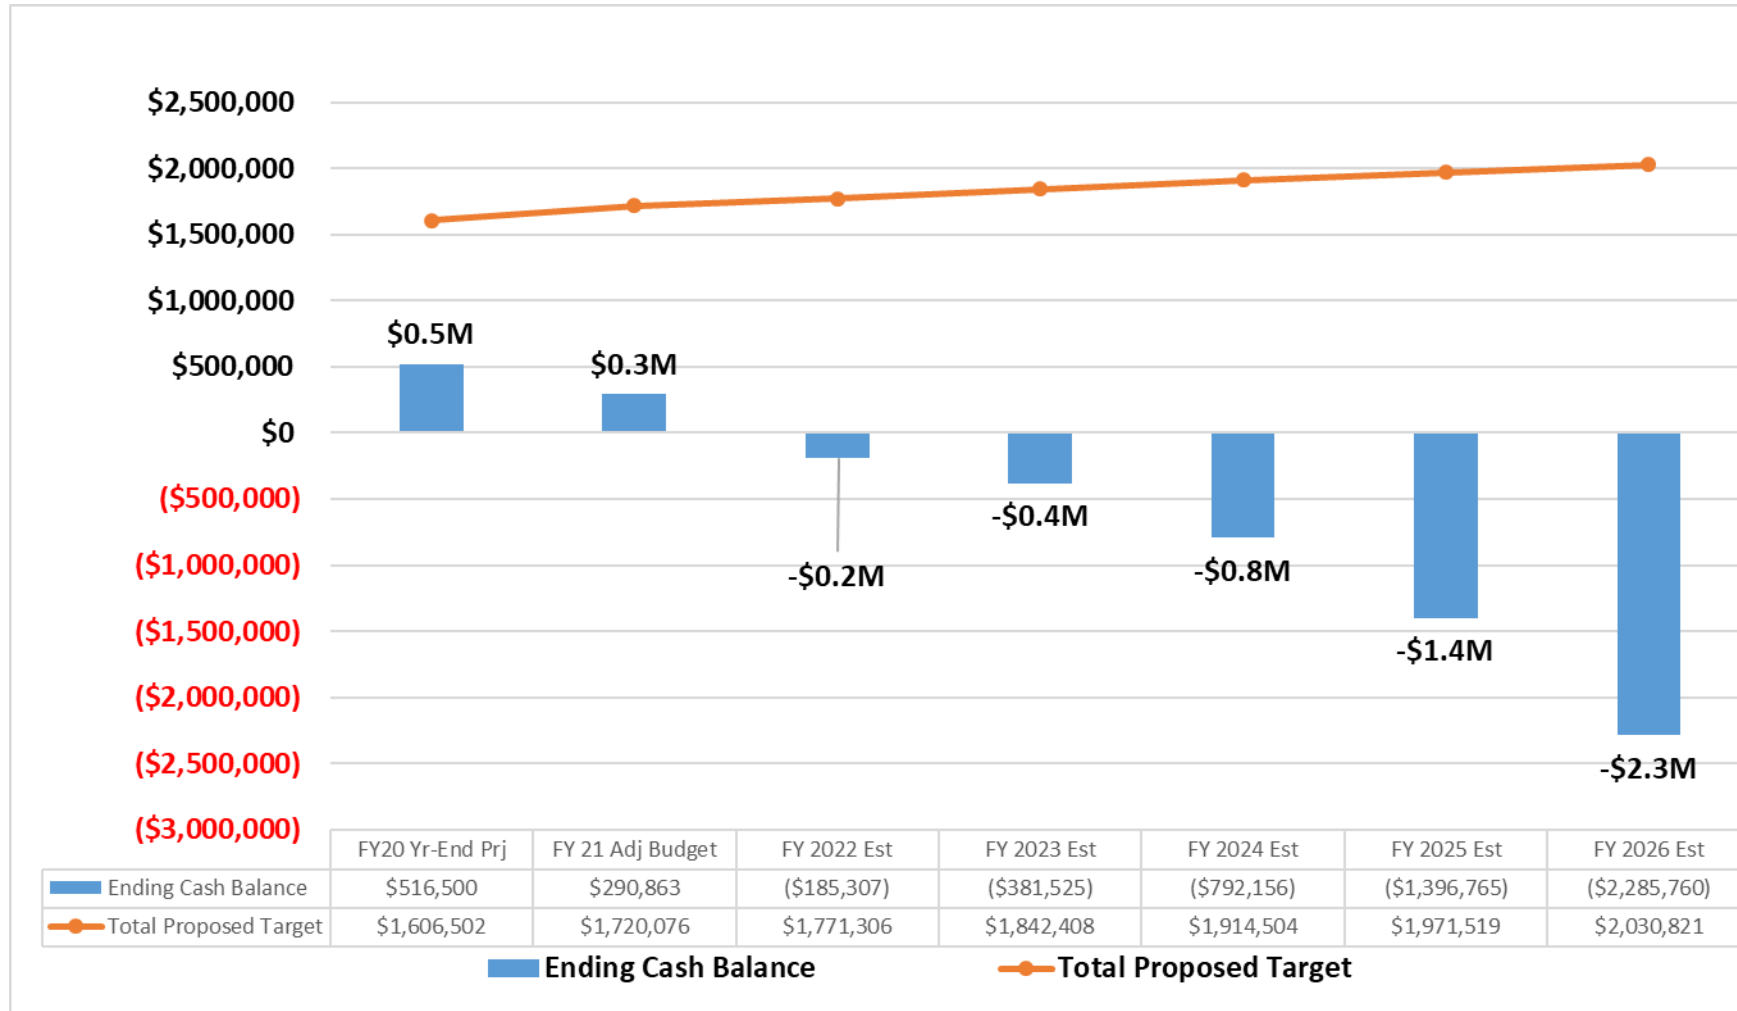 $2,500,000
$2,000,000
$1,500,000
$1,000,000
$500,000
$0
($500,000)
($1,000,000)
($1,500,000)
($2,000,000)
($2,500,000)
($3,000,000)
$0.5M
$0.3M
-$0.2M
-$0.4M
-$0.8M
-$1.4M
-$2.3M
FY20 Yr-End Prj FY 21 Adj Budget FY 2022 Est FY 2023 Est FY 2024 Est FY 2025 Est FY 2026 Est
Ending Cash Balance $516,500 $290,863 ($185,307) ($381,525) ($792,156) ($1,396,765) ($2,285,760)
Total Proposed Target $1,606,502 $1,720,076 $1,771,306 $1,842,408 $1,914,504 $1,971,519 $2,030,821
Ending Cash Balance Total Proposed Target